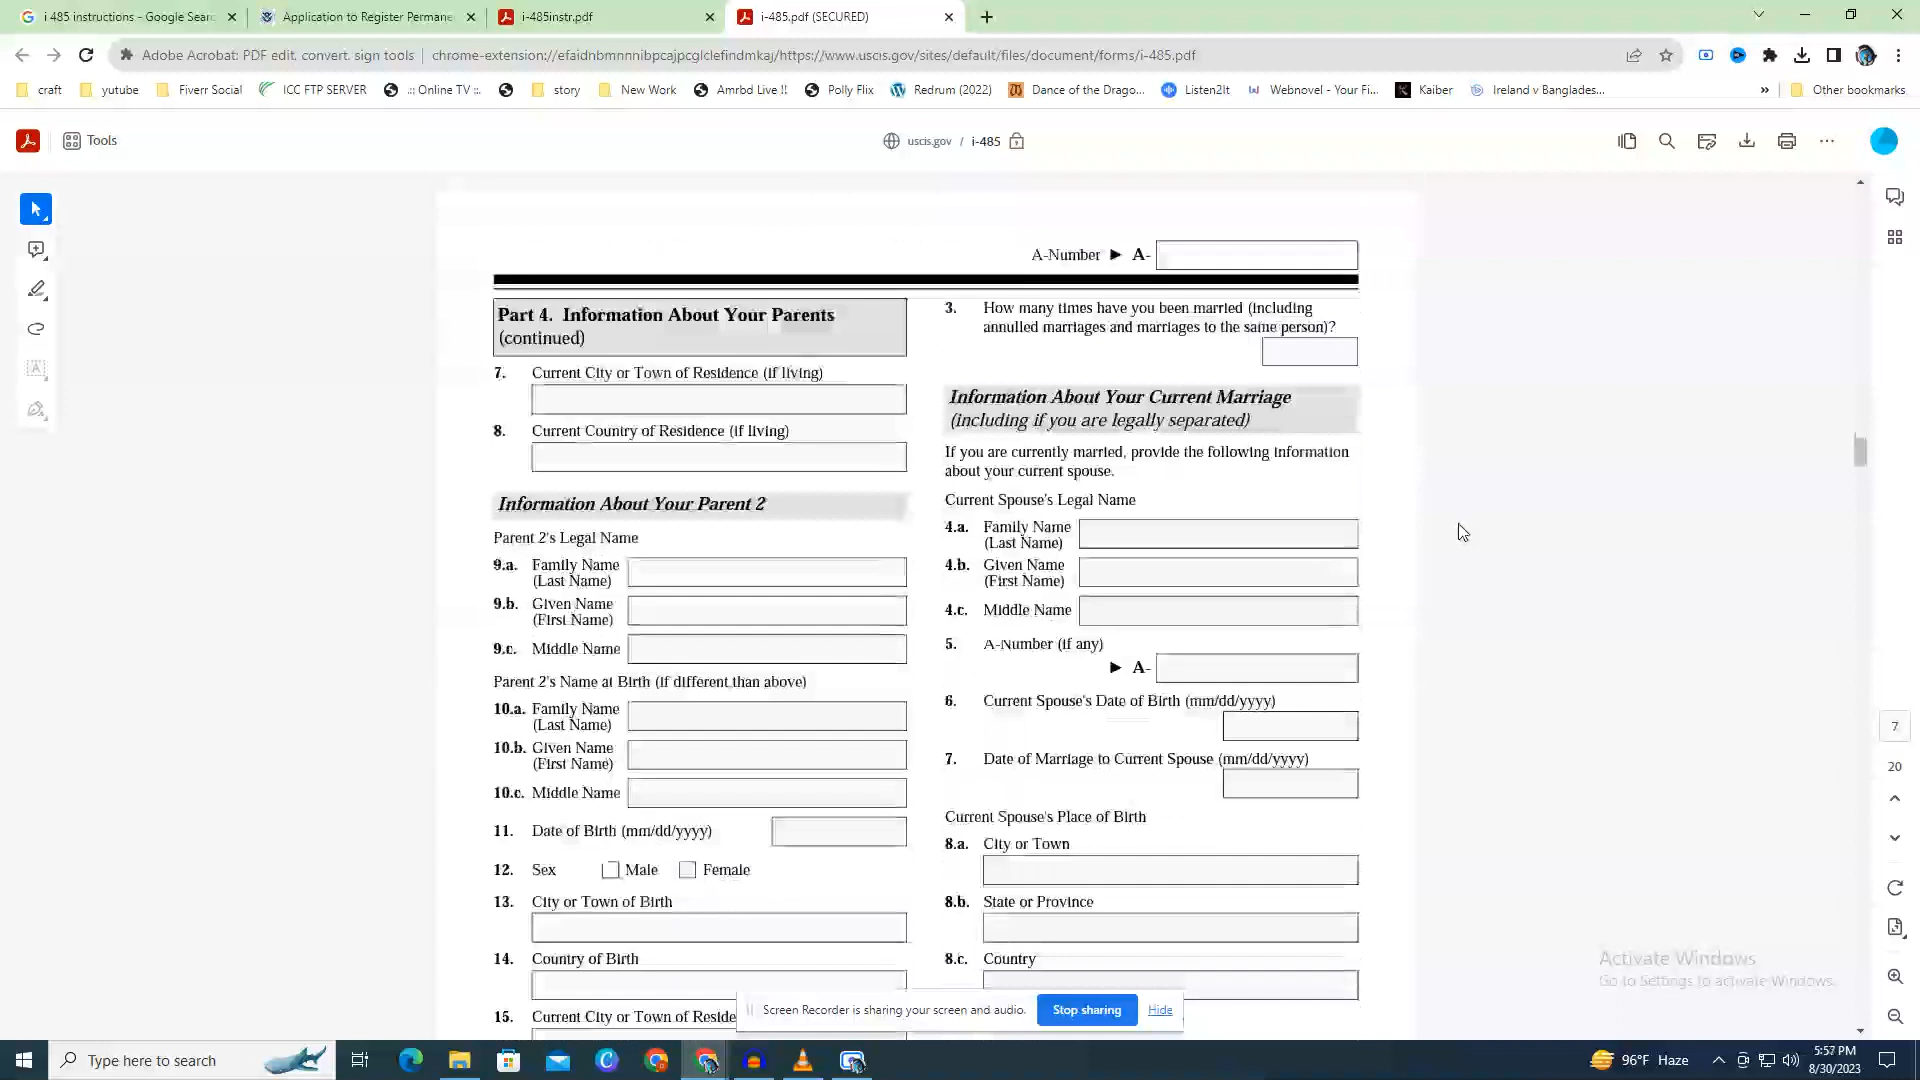 i 485 instructions - Google Sear
Application to Register Permane
i-485instr.pdf
i-485.pdf (SECURED)
Adobe Acrobat: PDF edit, convert, sign tools
chrome-extension://efaidnbmnnnibpcajpcglclefindmkaj/https://www.uscis.gov/sites/default/files/document/forms/i-485.pdf
craft
yutube
Fiverr Social
ICC FTP SERVER
.:: Online TV ::.
story
New Work
Amrbd Live !!
Polly Flix
Redrum (2022)
Dance of the Drago...
Listen2It
Webnovel - Your Fi...
Kaiber
Ireland v Banglades...
»
Other bookmarks
Tools
uscis.gov / i-485
A-Number ► A-
Part 4. Information About Your Parents
(continued)
7. Current City or Town of Residence (if living)
8. Current Country of Residence (if living)
Information About Your Parent 2
Parent 2's Legal Name
9.a. Family Name
(Last Name)
9.b. Given Name
(First Name)
9.c. Middle Name
Parent 2's Name at Birth (if different than above)
10.a. Family Name
(Last Name)
10.b. Given Name
(First Name)
10.c. Middle Name
11. Date of Birth (mm/dd/yyyy)
12. Sex Male Female
13. City or Town of Birth
14. Country of Birth
15. Current City or Town of Reside
3. How many times have you been married (including
annulled marriages and marriages to the same person)?
Information About Your Current Marriage
(including if you are legally separated)
If you are currently married, provide the following information
about your current spouse.
Current Spouse's Legal Name
4.a. Family Name
(Last Name)
4.b. Given Name
(First Name)
4.c. Middle Name
5. A-Number (if any)
► A-
6. Current Spouse's Date of Birth (mm/dd/yyyy)
7. Date of Marriage to Current Spouse (mm/dd/yyyy)
Current Spouse's Place of Birth
8.a. City or Town
8.b. State or Province
8.c. Country
7
20
Activate Windows
Go to Settings to activate Windows.
Screen Recorder is sharing your screen and audio.
Stop sharing
Hide
Type here to search
96°F Haze
5:57 PM
8/30/2023